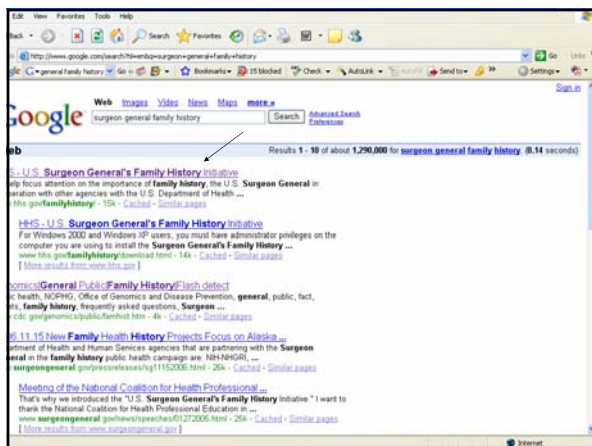 Edit View Favorites Tools Help
Back Search Favorites
http://www.google.com/search?hl=en&q=surgeon+general+family+history Go Links
general family history Go Bookmarks 15 blocked Check AutoLink Send to Settings
Sign in
Google
Web Images Video News Maps more »
surgeon general family history Search Advanced Search
Preferences
eb Results 1 - 10 of about 1,290,000 for surgeon general family history. (0.14 seconds)
S - U.S. Surgeon General's Family History Initiative
elp focus attention on the importance of family history, the U.S. Surgeon General in
peration with other agencies with the U.S. Department of Health ...
.hhs.gov/familyhistory/ - 15k - Cached - Similar pages
HHS - U.S. Surgeon General's Family History Initiative
For Windows 2000 and Windows XP users, you must have administrator privileges on the
computer you are using to install the Surgeon General's Family History ...
www.hhs.gov/familyhistory/download.html - 14k - Cached - Similar pages
[ More results from www.hhs.gov ]
nomics|General Public|Family History|Flash detect
c health, NOPHG, Office of Genomics and Disease Prevention, general, public, fact,
ts, family history, frequently asked questions, Surgeon ...
.cdc.gov/genomics/public/famhist.htm - 4k - Cached - Similar pages
6.11.15 New Family Health History Projects Focus on Alaska ...
artment of Health and Human Services agencies that are partnering with the Surgeon
eral in the family history public health campaign are: NIH-NHGRI, ...
.surgeongeneral.gov/pressreleases/sg11152006.html - 26k - Cached - Similar pages
Meeting of the National Coalition for Health Professional ...
That's why we introduced the "U.S. Surgeon General's Family History Initiative." I want to
thank the National Coalition for Health Professional Education in ...
www.surgeongeneral.gov/news/speeches/01272006.html - 25k - Cached - Similar pages
[ More results from www.surgeongeneral.gov ]
Internet